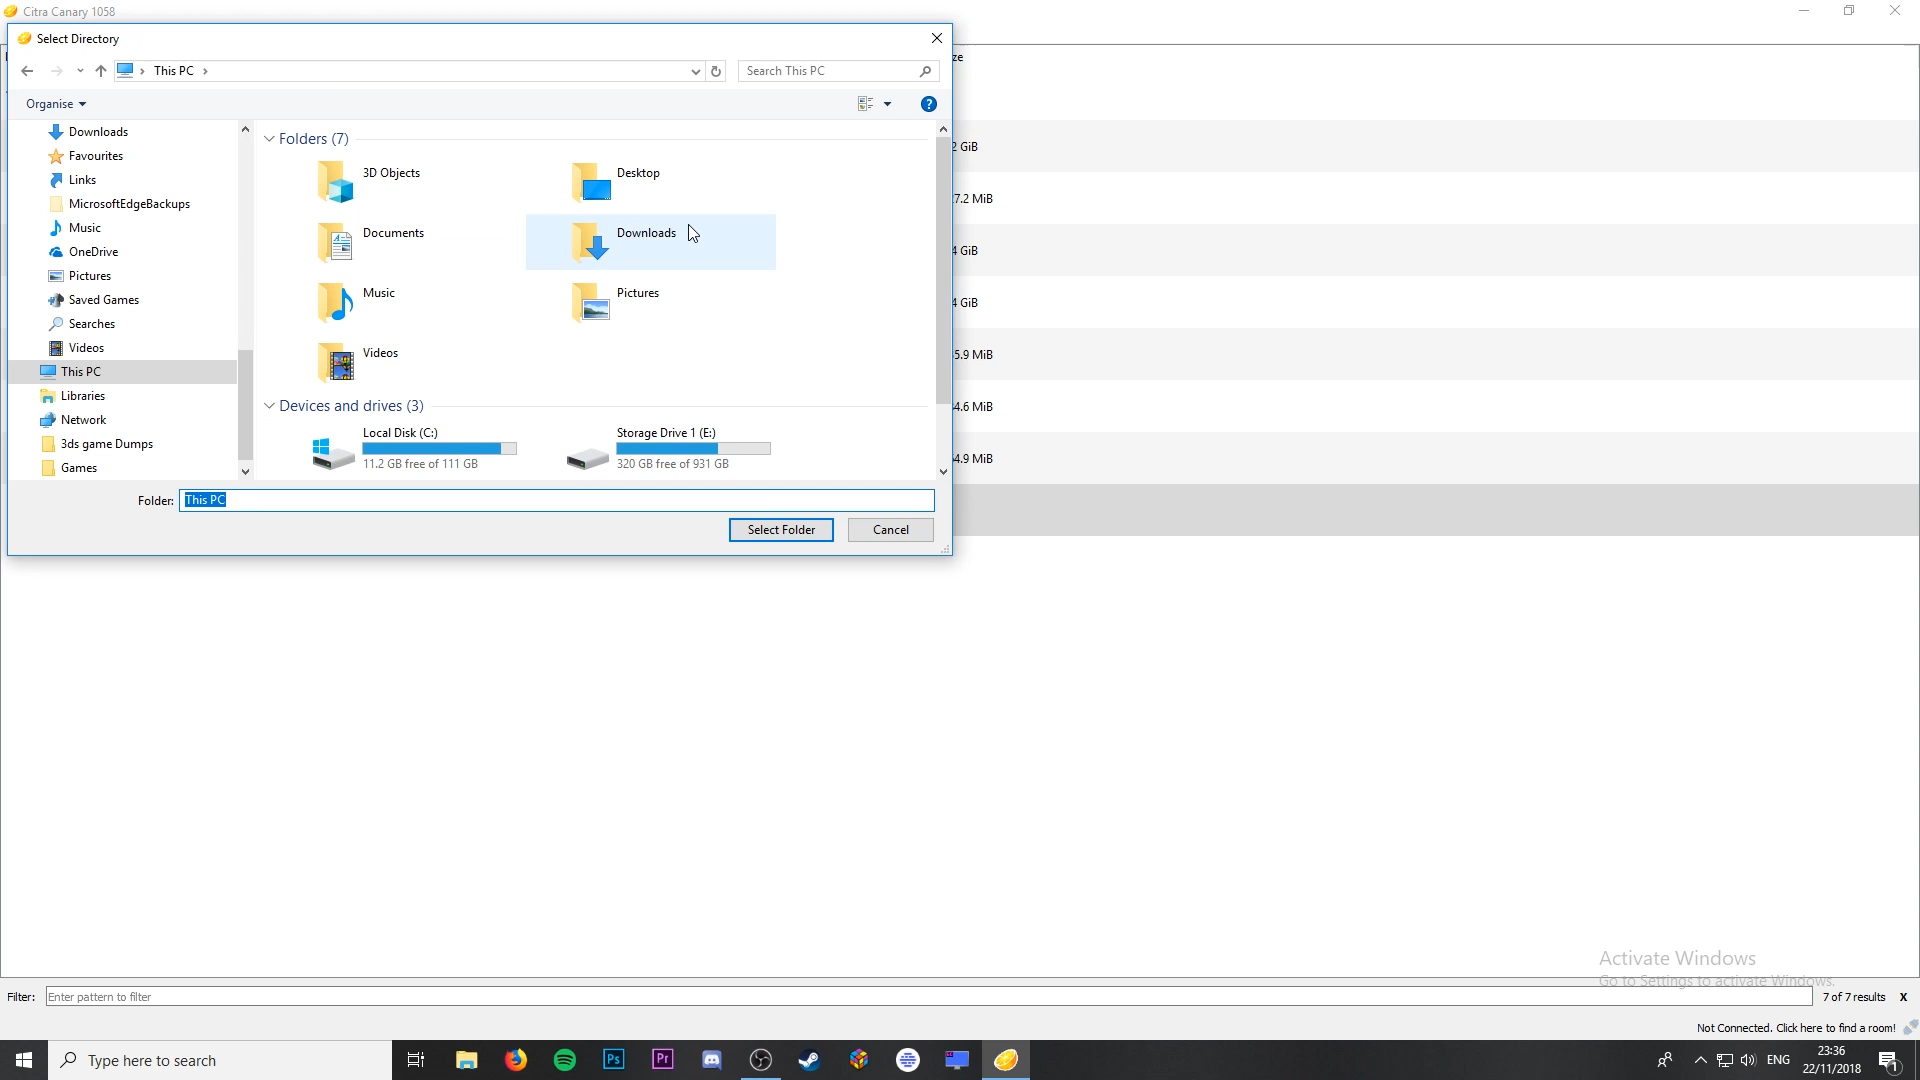 Citra Canary 1058
Select Directory
This PC
Search This PC
Organise
Downloads
Favourites
Links
MicrosoftEdgeBackups
Music
OneDrive
Pictures
Saved Games
Searches
Videos
This PC
Libraries
Network
3ds game Dumps
Games
Folders (7)
3D Objects
Desktop
Documents
Downloads
Music
Pictures
Videos
Devices and drives (3)
Local Disk (C:)
11.2 GB free of 111 GB
Storage Drive 1 (E:)
320 GB free of 931 GB
Folder: This PC
Select Folder
Cancel
ze
2 GiB
7.2 MiB
4 GiB
4 GiB
5.9 MiB
4.6 MiB
4.9 MiB
Activate Windows
Go to Settings to activate Windows.
Filter: Enter pattern to filter
7 of 7 results X
Not Connected. Click here to find a room!
Type here to search
Ps
Pr
ENG
23:36
22/11/2018
1